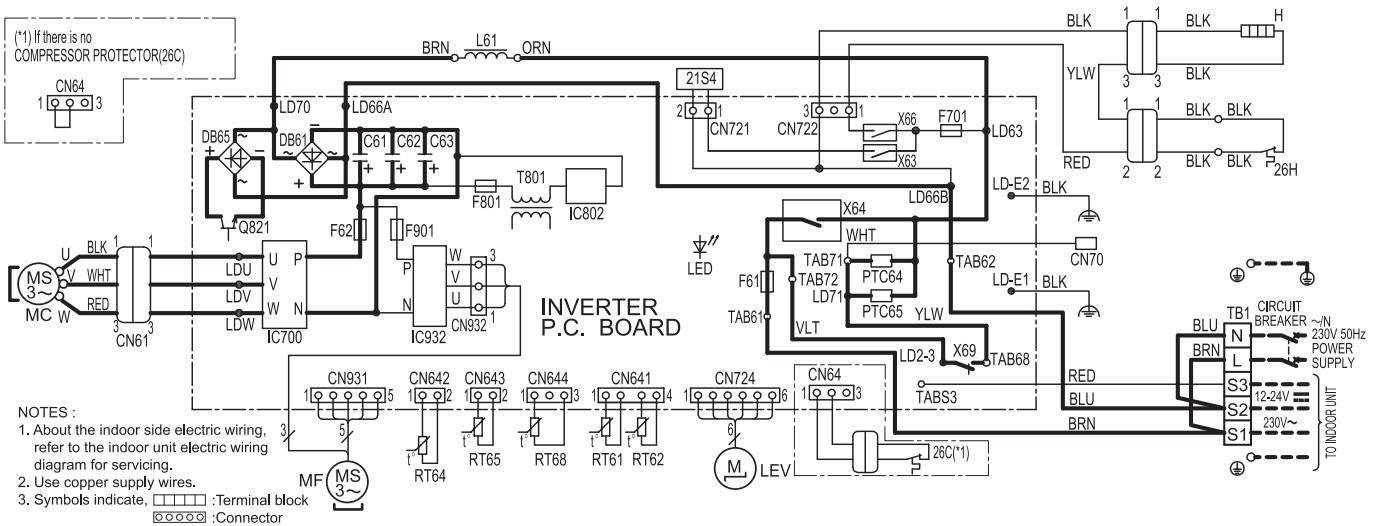 (*1) If there is no
COMPRESSOR PROTECTOR(26C)
CN64
1 3
BRN L61 ORN
BLK 1 1 BLK H
YLW
3 3 BLK
1 1 BLK BLK
RED 2 2 BLK BLK 26H
21S4
2 1
CN721
3 1
CN722
X66 F701
X63
LD63
LD70 LD66A
DB65 ~ DB61 − C61 C62 C63
+ − ~ ~
~ + + + +
Q821
F801 T801 IC802
F62 F901
LD66B
LD-E2 BLK
X64
WHT
LED
TAB71 CN70
F61 TAB72 PTC64
LD71 PTC65
TAB62
LD-E1 BLK
TAB61 VLT YLW
LD2-3 X69 TAB68
U BLK 1 1 LDU U P
MS 3~ V WHT LDV V
MC W RED 3 3 LDW W N
CN61 IC700
P W 3
V
N U 1
IC932 CN932
INVERTER
P.C. BOARD
TB1
CIRCUIT
BREAKER ~/N
230V 50Hz
POWER
SUPPLY
BLU N
BRN L
RED S3 12-24V
BLU S2
BRN S1 230V~
TO INDOOR UNIT
TABS3
CN931
1 5
CN642
1 2
CN643
1 2
CN644
1 3
CN641
1 4
CN724
1 6
CN64
1 3
3 5 6
t° RT64
t° RT65
t° RT68
t° RT61 RT62
MF MS 3~
M LEV
26C(*1)
NOTES :
1. About the indoor side electric wiring,
refer to the indoor unit electric wiring
diagram for servicing.
2. Use copper supply wires.
3. Symbols indicate, :Terminal block
:Connector